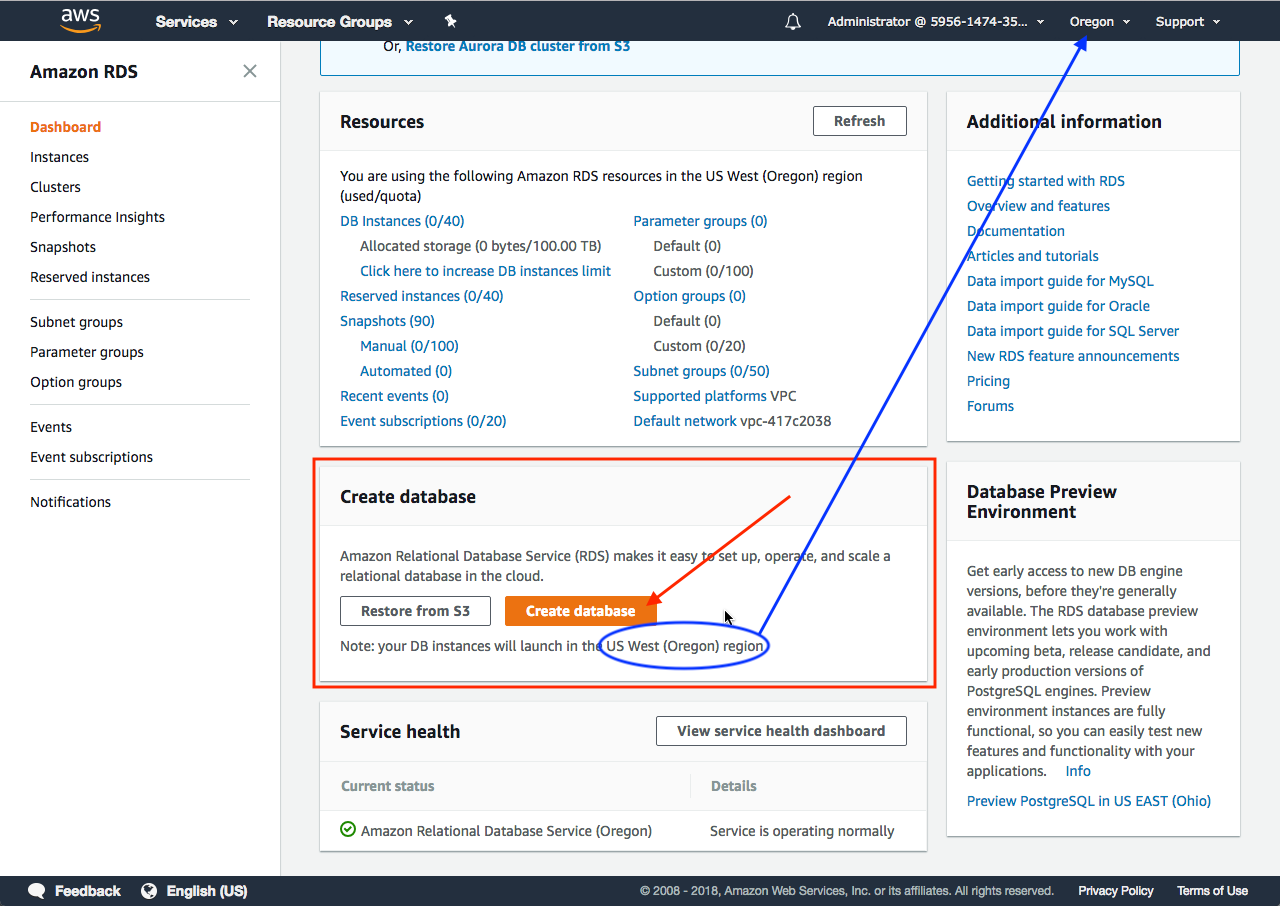 aws
Services
Resource Groups
Administrator @ 5956-1474-35...
Oregon
Support
Amazon RDS
Dashboard
Instances
Clusters
Performance Insights
Snapshots
Reserved instances
Subnet groups
Parameter groups
Option groups
Events
Event subscriptions
Notifications
Or, Restore Aurora DB cluster from S3
Resources
Refresh
You are using the following Amazon RDS resources in the US West (Oregon) region
(used/quota)
DB Instances (0/40)
Allocated storage (0 bytes/100.00 TB)
Click here to increase DB instances limit
Reserved instances (0/40)
Snapshots (90)
Manual (0/100)
Automated (0)
Recent events (0)
Event subscriptions (0/20)
Parameter groups (0)
Default (0)
Custom (0/100)
Option groups (0)
Default (0)
Custom (0/20)
Subnet groups (0/50)
Supported platforms VPC
Default network vpc-417c2038
Create database
Amazon Relational Database Service (RDS) makes it easy to set up, operate, and scale a
relational database in the cloud.
Restore from S3
Create database
Note: your DB instances will launch in the US West (Oregon) region
Service health
View service health dashboard
Current status
Details
Amazon Relational Database Service (Oregon)
Service is operating normally
Additional information
Getting started with RDS
Overview and features
Documentation
Articles and tutorials
Data import guide for MySQL
Data import guide for Oracle
Data import guide for SQL Server
New RDS feature announcements
Pricing
Forums
Database Preview
Environment
Get early access to new DB engine
versions, before they're generally
available. The RDS database preview
environment lets you work with
upcoming beta, release candidate, and
early production versions of
PostgreSQL engines. Preview
environment instances are fully
functional, so you can easily test new
features and functionality with your
applications. Info
Preview PostgreSQL in US EAST (Ohio)
Feedback
English (US)
© 2008 - 2018, Amazon Web Services, Inc. or its affiliates. All rights reserved.
Privacy Policy
Terms of Use